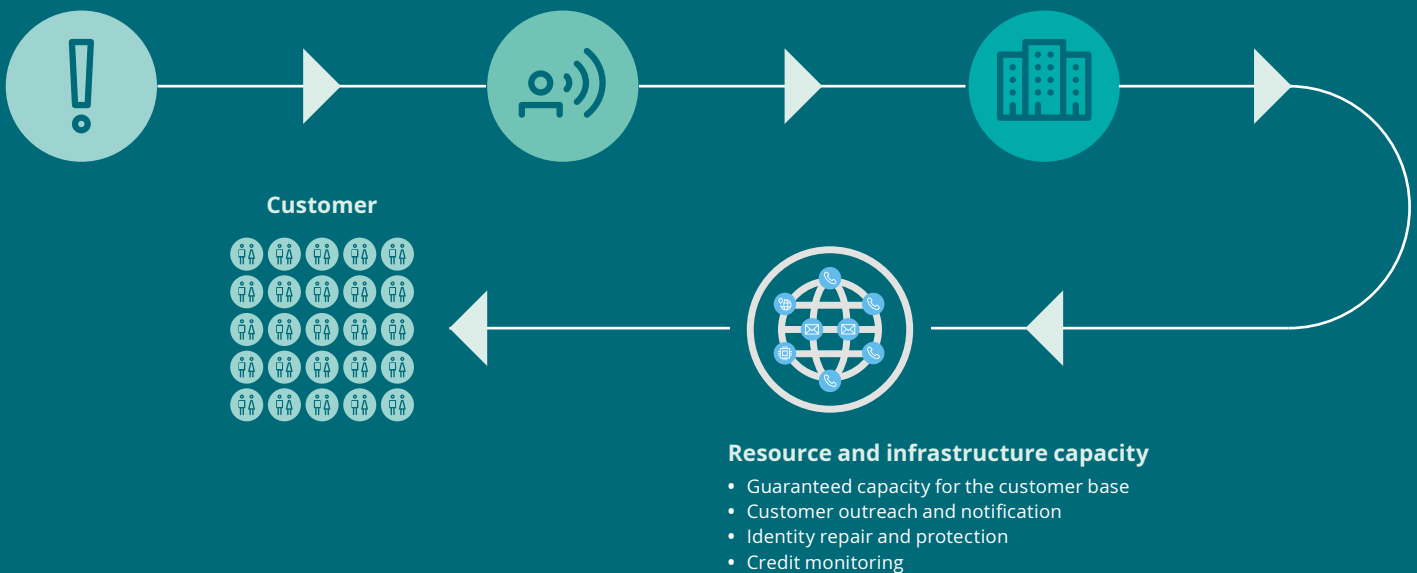 Customer
Resource and infrastructure capacity
• Guaranteed capacity for the customer base
• Customer outreach and notification
• Identity repair and protection
• Credit monitoring